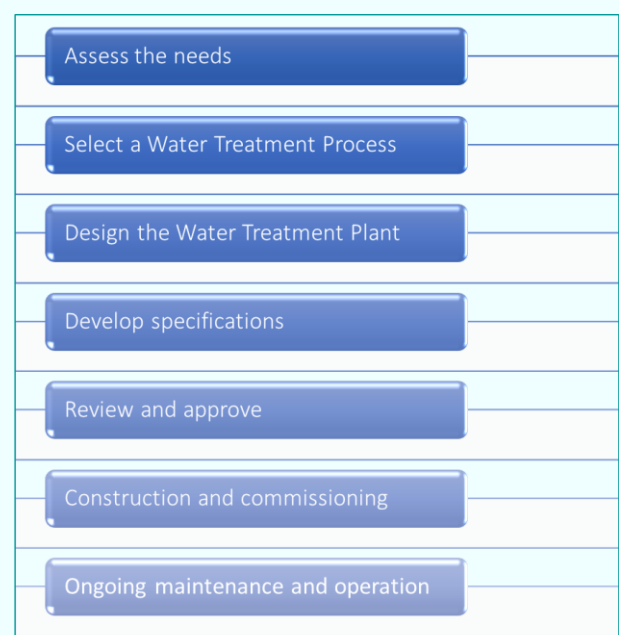 Assess the needs
Select a Water Treatment Process
Design the Water Treatment Plant
Develop specifications
Review and approve
Construction and commissioning
Ongoing maintenance and operation